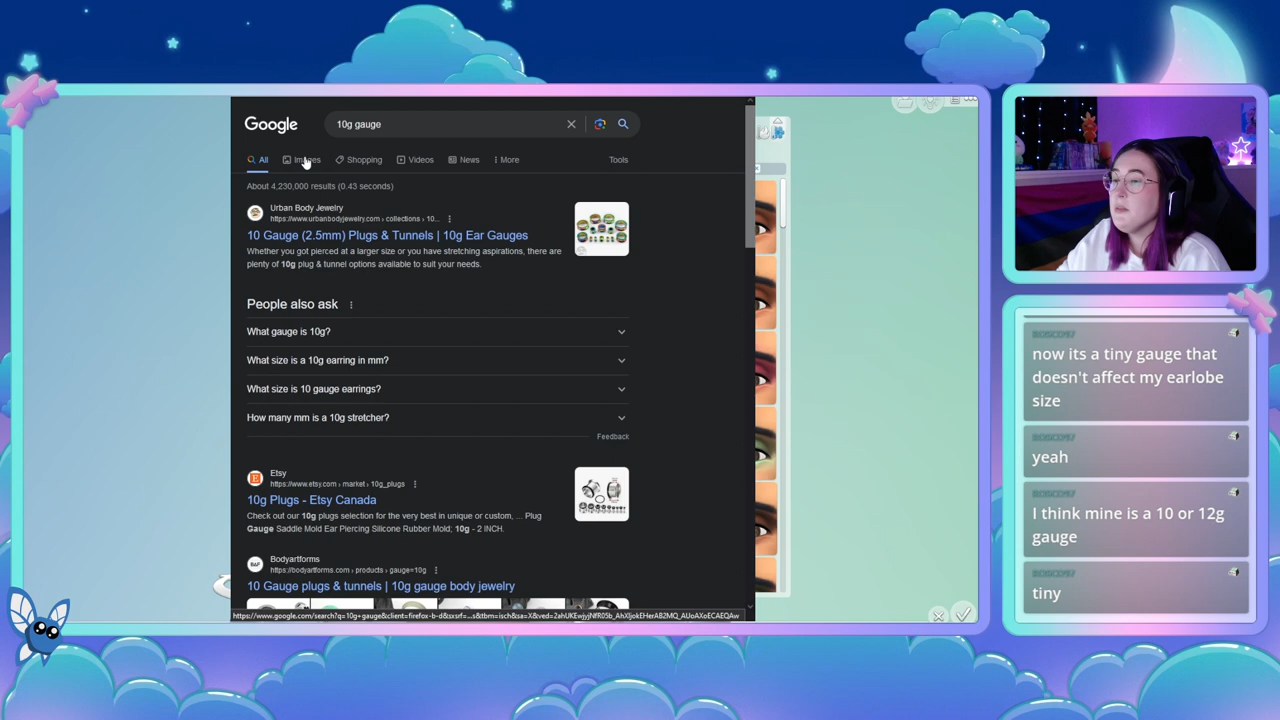 Google
10g gauge
All
Images
Shopping
Videos
News
More
Tools
About 4,230,000 results (0.43 seconds)
Urban Body Jewelry
https://www.urbanbodyjewelry.com › collections › 10...
10 Gauge (2.5mm) Plugs & Tunnels | 10g Ear Gauges
Whether you got pierced at a larger size or you have stretching aspirations, there are
plenty of 10g plug & tunnel options available to suit your needs.
People also ask
What gauge is 10g?
What size is a 10g earring in mm?
What size is 10 gauge earrings?
How many mm is a 10g stretcher?
Feedback
Etsy
https://www.etsy.com › market › 10g_plugs
10g Plugs - Etsy Canada
Check out our 10g plugs selection for the very best in unique or custom, ... Plug
Gauge Saddle Mold Ear Piercing Silicone Rubber Mold; 10g - 2 INCH.
Bodyartforms
https://bodyartforms.com › products › gauge=10g
10 Gauge plugs & tunnels | 10g gauge body jewelry
now its a tiny gauge that
doesn't affect my earlobe
size
yeah
I think mine is a 10 or 12g
gauge
tiny